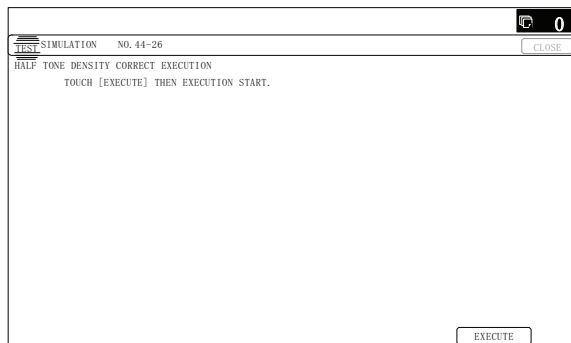 0
TEST SIMULATION NO. 44-26
CLOSE
HALF TONE DENSITY CORRECT EXECUTION
TOUCH [EXECUTE] THEN EXECUTION START.
EXECUTE